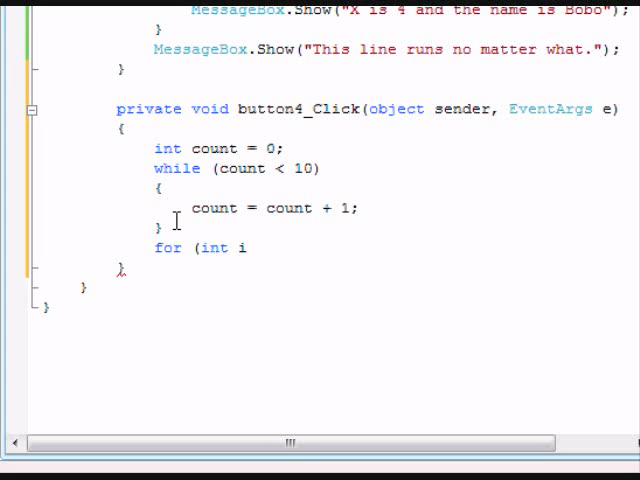 MessageBox.Show("X is 4 and the name is Bobo");
}
MessageBox.Show("This line runs no matter what.");
}
private void button4_Click(object sender, EventArgs e)
{
int count = 0;
while (count < 10)
{
count = count + 1;
}
for (int i
}
}
}